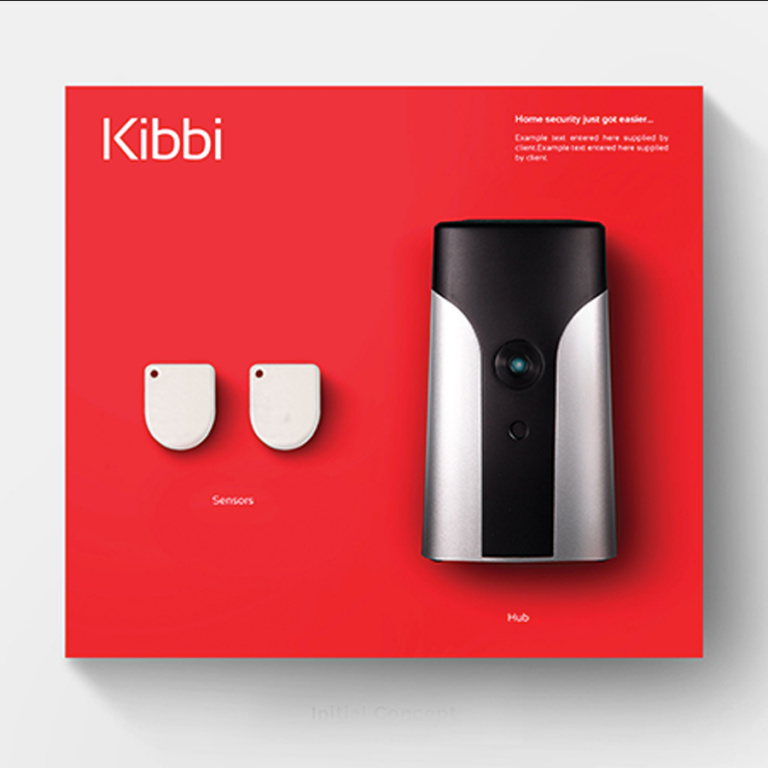 Kibbi
Home security just got easier...
Example text entered here supplied by
client.Example text entered here supplied
by client.
Sensors
Hub
Initial Concept